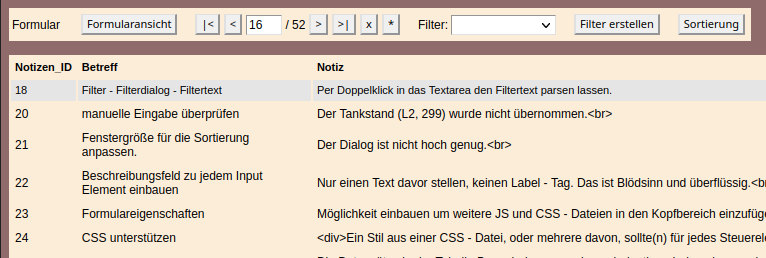 Formular Formularansicht |< < 16 / 52 > >| x * Filter: Filter erstellen Sortierung
Notizen_ID Betreff Notiz
18 Filter - Filterdialog - Filtertext Per Doppelklick in das Textarea den Filtertext parsen lassen.
20 manuelle Eingabe überprüfen Der Tankstand (L2, 299) wurde nicht übernommen.<br>
21 Fenstergröße für die Sortierung
anpassen. Der Dialog ist nicht hoch genug.<br>
22 Beschreibungsfeld zu jedem Input
Element einbauen Nur einen Text davor stellen, keinen Label - Tag. Das ist Blödsinn und überflüssig.
23 Formulareigenschaften Möglichkeit einbauen um weitere JS und CSS - Dateien in den Kopfbereich
24 CSS unterstützen <div>Ein Stil aus einer CSS - Datei, oder mehrere davon, sollte(n) für jedes